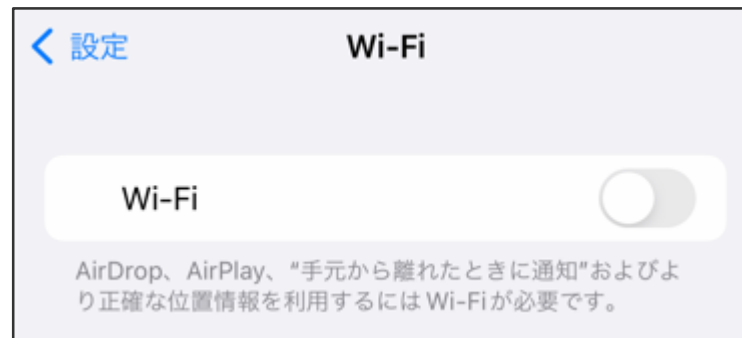 設定
Wi-Fi
Wi-Fi
AirDrop、AirPlay、“手元から離れたときに通知”およびよ
り正確な位置情報を利用するにはWi-Fiが必要です。